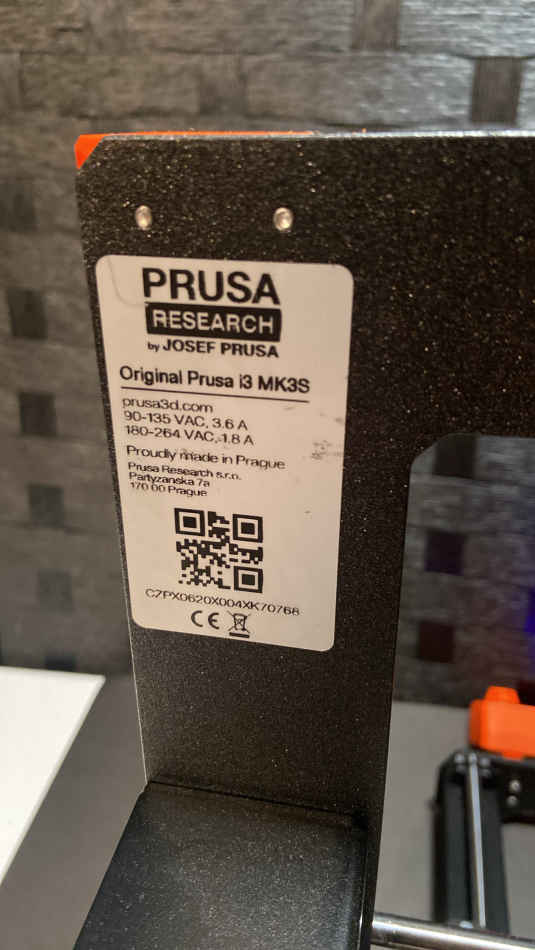 PRUSA
RESEARCH
by JOSEF PRUSA
Original Prusa i3 MK3S
prusa3d.com
90-135 VAC, 3.6 A
180-264 VAC, 1.8 A
Proudly made in Prague
Prusa Research s.r.o.
Partyzanska 7a
170 00 Prague
CZPX0620X004XK70768
CE